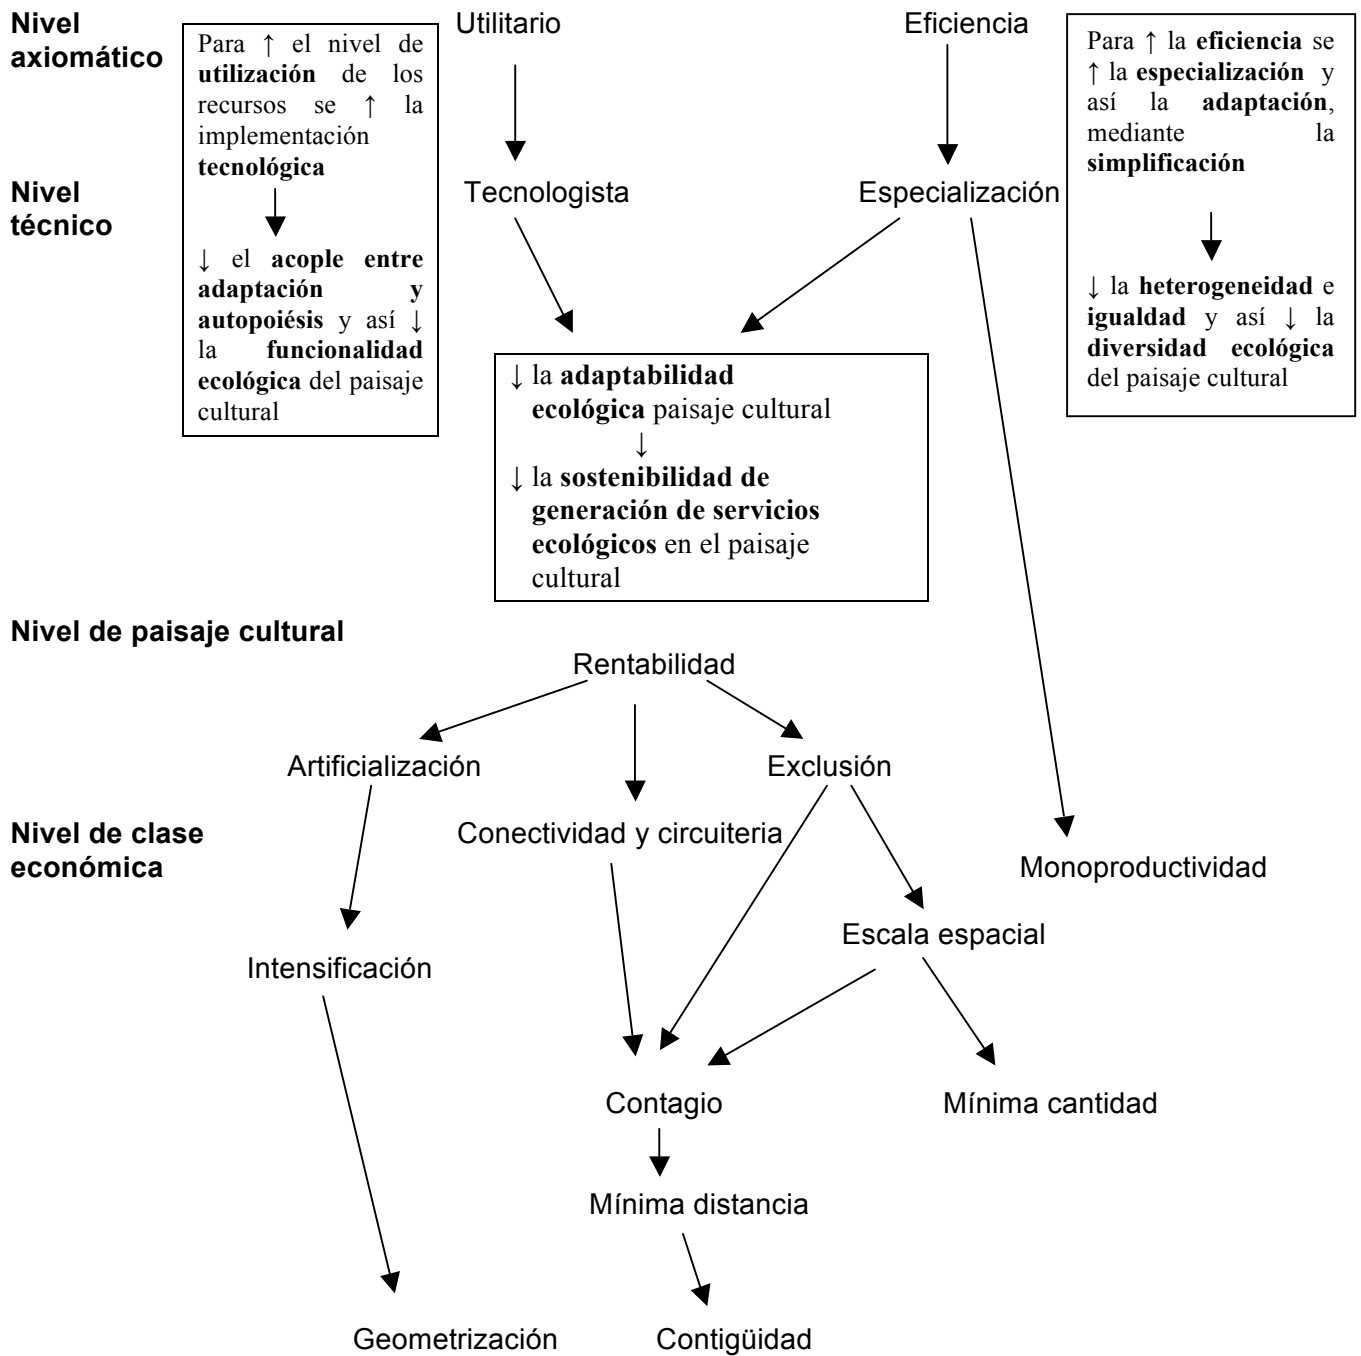 Nivel
axiomático
Para ↑ el nivel de
utilización de los
recursos se ↑ la
implementación
tecnológica
↓ el acople entre
adaptación y
autopoiésis y así ↓
la funcionalidad
ecológica del paisaje
cultural
Utilitario
Eficiencia
Para ↑ la eficiencia se
↑ la especialización y
así la adaptación,
mediante la
simplificación
↓ la heterogeneidad e
igualdad y así ↓ la
diversidad ecológica
del paisaje cultural
Nivel
técnico
Tecnologista
Especialización
↓ la adaptabilidad
ecológica paisaje cultural
↓
↓ la sostenibilidad de
generación de servicios
ecológicos en el paisaje
cultural
Nivel de paisaje cultural
Rentabilidad
Artificialización
Exclusión
Nivel de clase
económica
Conectividad y circuiteria
Monoproductividad
Escala espacial
Intensificación
Contagio
Mínima cantidad
Mínima distancia
Geometrización
Contigüidad